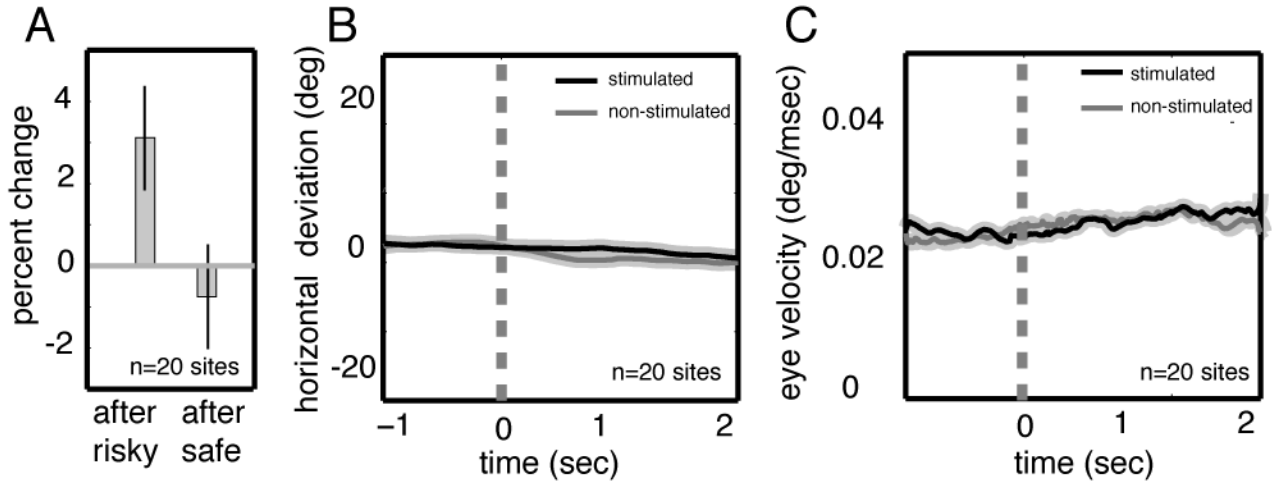 A
percent change
4
2
0
-2
n=20 sites
after risky
after safe
B
horizontal deviation (deg)
20
0
-20
stimulated
non-stimulated
n=20 sites
−1
0
1
2
time (sec)
C
eye velocity (deg/msec)
0.04
0.02
0
stimulated
non-stimulated
n=20 sites
0
1
2
time (sec)